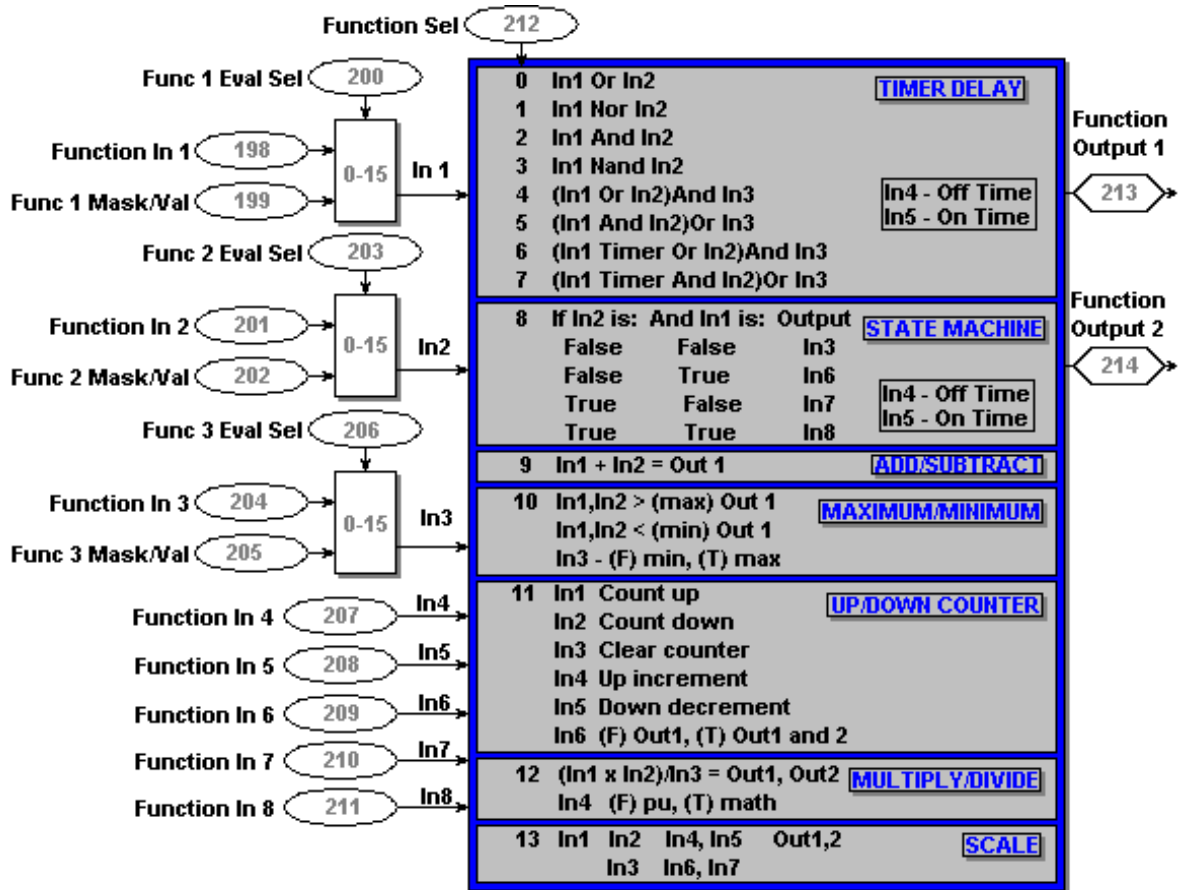 Function Sel 212
Func 1 Eval Sel 200
Function In 1 198
Func 1 Mask/Val 199
0-15
In 1
Func 2 Eval Sel 203
Function In 2 201
Func 2 Mask/Val 202
0-15
In2
Func 3 Eval Sel 206
Function In 3 204
Func 3 Mask/Val 205
0-15
In3
Function In 4 207 In4
Function In 5 208 In5
Function In 6 209 In6
Function In 7 210 In7
Function In 8 211 In8
0 In1 Or In2
TIMER DELAY
1 In1 Nor In2
2 In1 And In2
3 In1 Nand In2
4 (In1 Or In2)And In3
5 (In1 And In2)Or In3
6 (In1 Timer Or In2)And In3
7 (In1 Timer And In2)Or In3
In4 - Off Time
In5 - On Time
8 If In2 is: And In1 is: Output
STATE MACHINE
False False In3
False True In6
True False In7
True True In8
In4 - Off Time
In5 - On Time
9 In1 + In2 = Out 1
ADD/SUBTRACT
10 In1,In2 > (max) Out 1
MAXIMUM/MINIMUM
In1,In2 < (min) Out 1
In3 - (F) min, (T) max
11 In1 Count up
UP/DOWN COUNTER
In2 Count down
In3 Clear counter
In4 Up increment
In5 Down decrement
In6 (F) Out1, (T) Out1 and 2
12 (In1 x In2)/In3 = Out1, Out2
MULTIPLY/DIVIDE
In4 (F) pu, (T) math
13 In1 In2 In4, In5 Out1,2
SCALE
In3 In6, In7
Function
Output 1
213
Function
Output 2
214